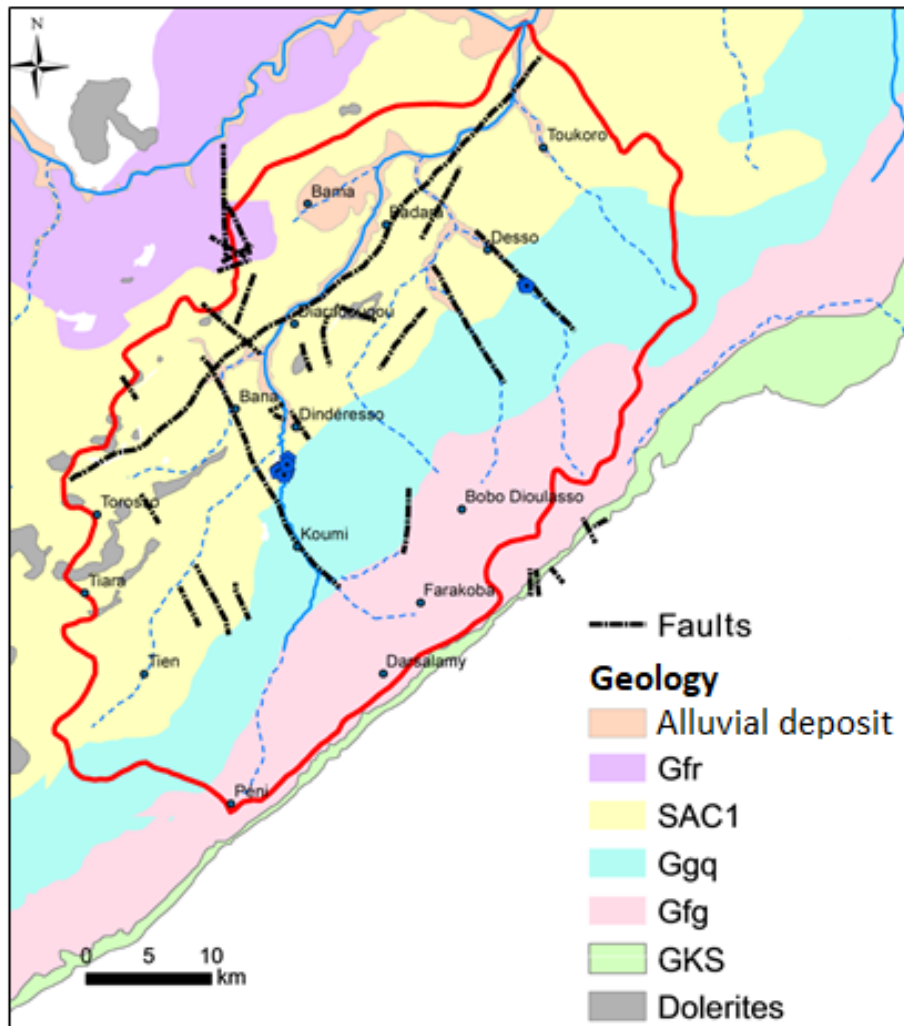 N
Toukoro
Bama
Badara
Desso
Diaradougou
Bana
Dindéresso
Torosso
Bobo Dioulasso
Koumi
Tiara
Farakoba
Tien
Darsalamy
Peni
0 5 10
km
Faults
Geology
Alluvial deposit
Gfr
SAC1
Ggq
Gfg
GKS
Dolerites